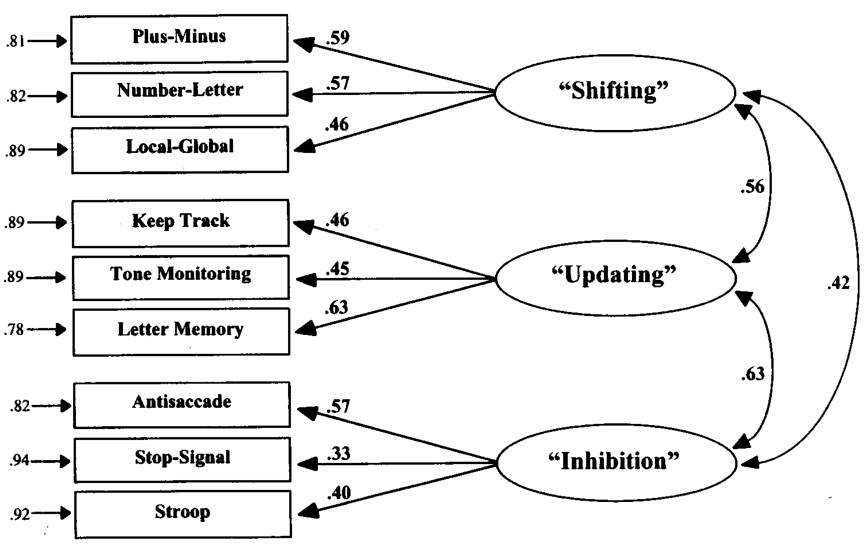 .81 Plus-Minus .59
.82 Number-Letter .57 “Shifting”
.89 Local-Global .46
.56
.89 Keep Track .46
.89 Tone Monitoring .45 “Updating” .42
.78 Letter Memory .63
.63
.82 Antisaccade .57
.94 Stop-Signal .33 “Inhibition”
.92 Stroop .40